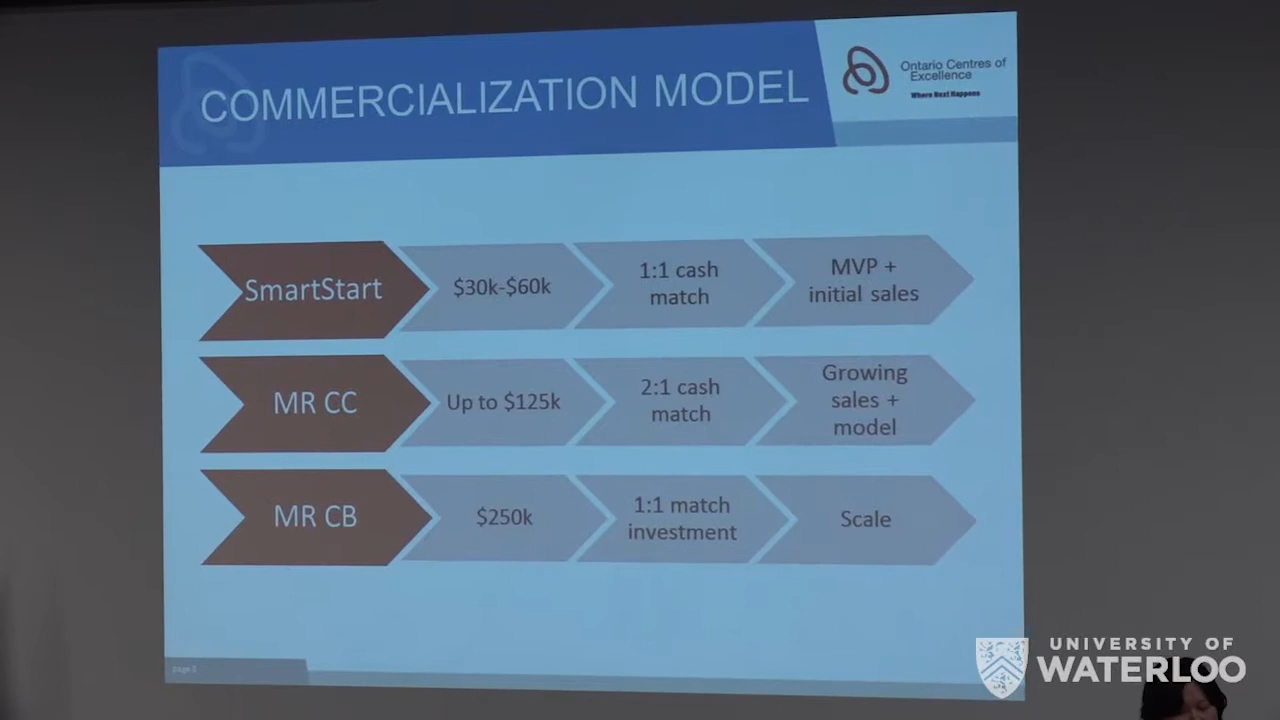 COMMERCIALIZATION MODEL
Ontario Centres of
Excellence
Where Next Happens
SmartStart
$30k-$60k
1:1 cash
match
MVP +
initial sales
MR CC
Up to $125k
2:1 cash
match
Growing
sales +
model
MR CB
$250k
1:1 match
investment
Scale
page
UNIVERSITY OF
WATERLOO